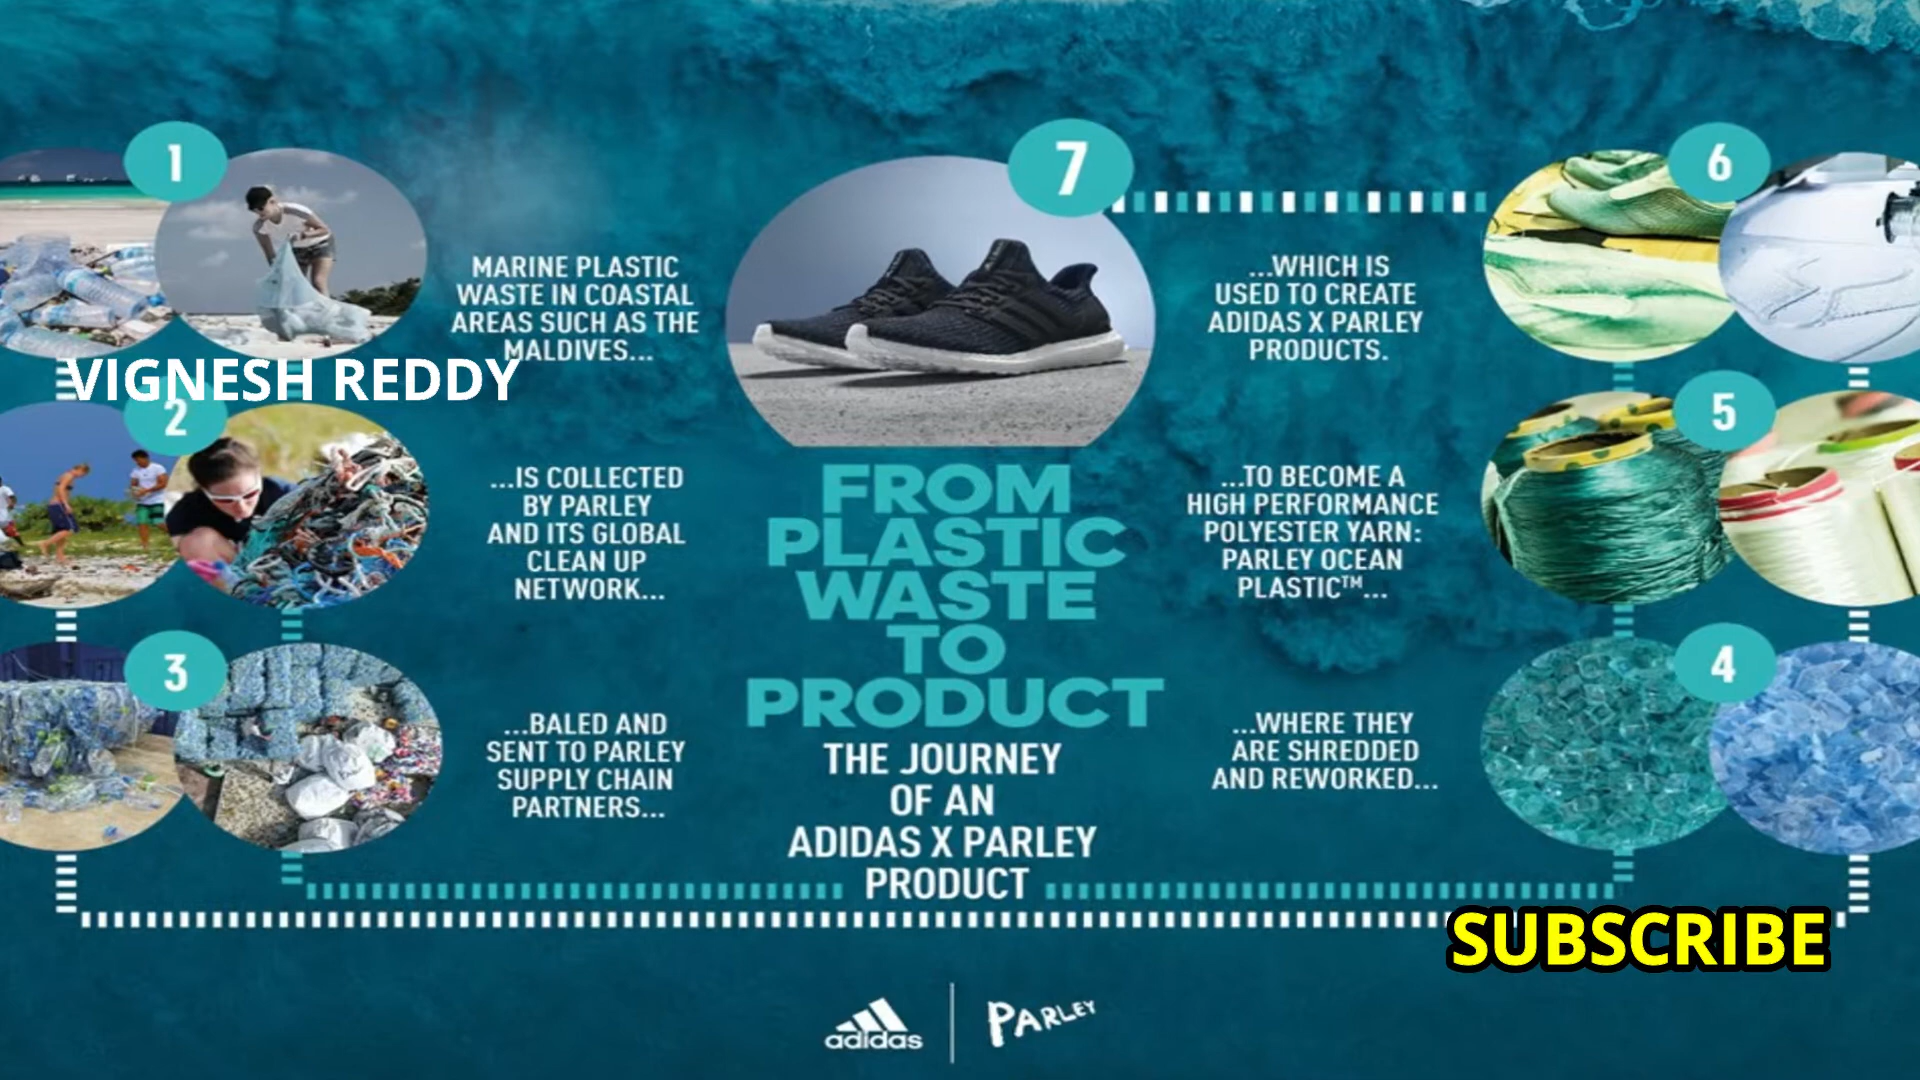 1
MARINE PLASTIC
WASTE IN COASTAL
AREAS SUCH AS THE
MALDIVES...
VIGNESH REDDY
2
...IS COLLECTED
BY PARLEY
AND ITS GLOBAL
CLEAN UP
NETWORK...
3
...BALED AND
SENT TO PARLEY
SUPPLY CHAIN
PARTNERS...
4
...WHERE THEY
ARE SHREDDED
AND REWORKED...
5
...TO BECOME A
HIGH PERFORMANCE
POLYESTER YARN:
PARLEY OCEAN
PLASTIC™...
6
...WHICH IS
USED TO CREATE
ADIDAS X PARLEY
PRODUCTS.
7
FROM
PLASTIC
WASTE
TO
PRODUCT
THE JOURNEY
OF AN
ADIDAS X PARLEY
PRODUCT
SUBSCRIBE
adidas
PARLEY